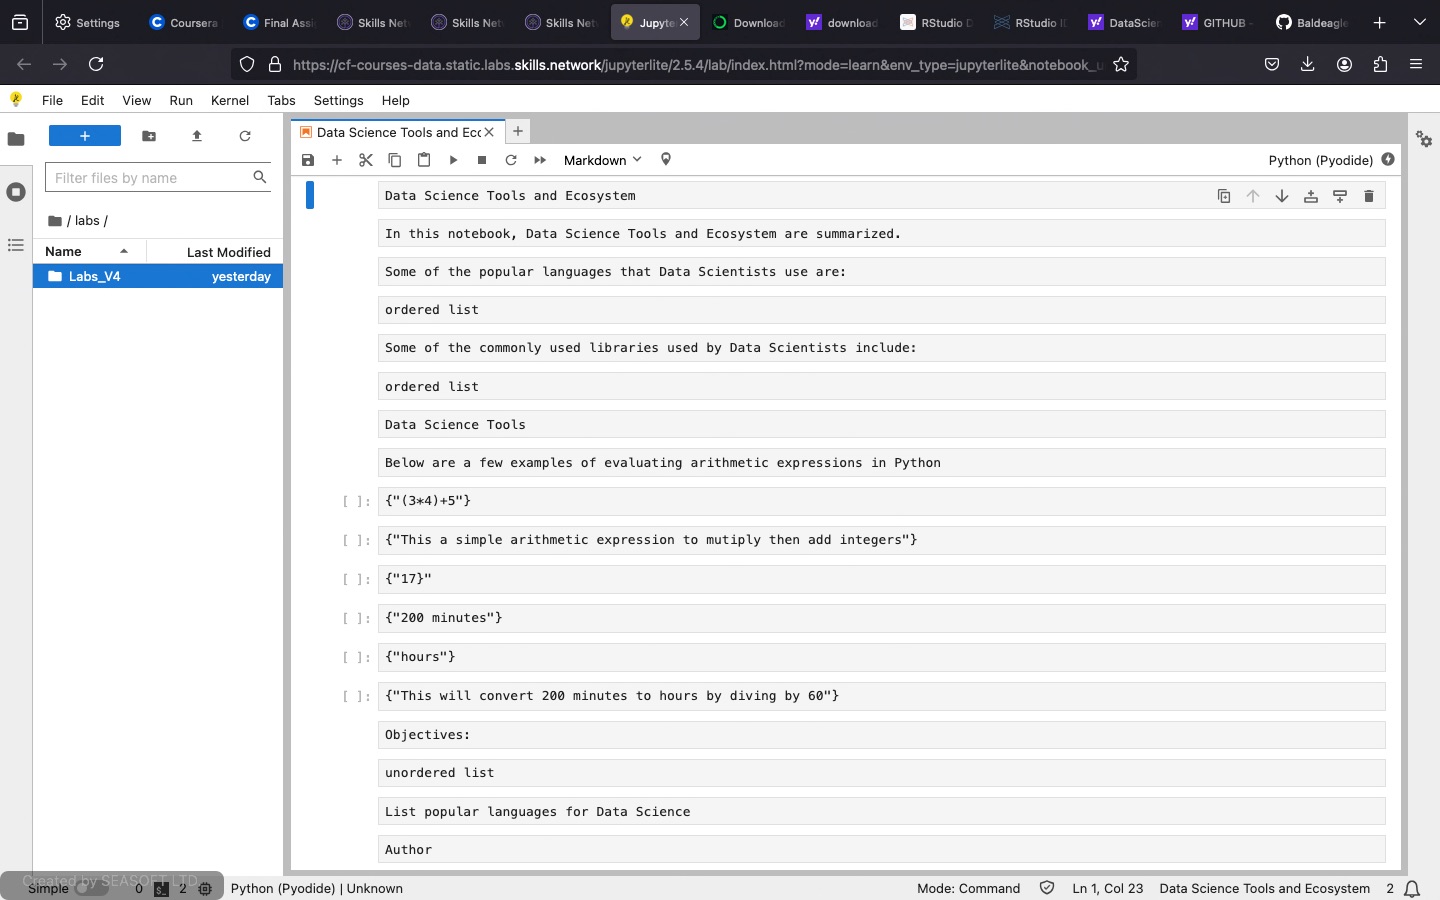 Settings
Coursera
Final Assi
Skills Net
Skills Net
Skills Net
Jupyte
Download
download
RStudio D
RStudio I
DataScien
GITHUB -
Baldeagle
https://cf-courses-data.static.labs.skills.network/jupyterlite/2.5.4/lab/index.html?mode=learn&env_type=jupyterlite&notebook_u
File Edit View Run Kernel Tabs Settings Help
Data Science Tools and Ecc
Markdown
Python (Pyodide)
Filter files by name
/ labs /
Name
Last Modified
Labs_V4
yesterday
Data Science Tools and Ecosystem
In this notebook, Data Science Tools and Ecosystem are summarized.
Some of the popular languages that Data Scientists use are:
ordered list
Some of the commonly used libraries used by Data Scientists include:
ordered list
Data Science Tools
Below are a few examples of evaluating arithmetic expressions in Python
[ ]: {"(3*4)+5"}
[ ]: {"This a simple arithmetic expression to mutiply then add integers"}
[ ]: {"17}"
[ ]: {"200 minutes"}
[ ]: {"hours"}
[ ]: {"This will convert 200 minutes to hours by diving by 60"}
Objectives:
unordered list
List popular languages for Data Science
Author
Created by SEASOFT LTD
Simple
0
2
Python (Pyodide) | Unknown
Mode: Command
Ln 1, Col 23
Data Science Tools and Ecosystem
2